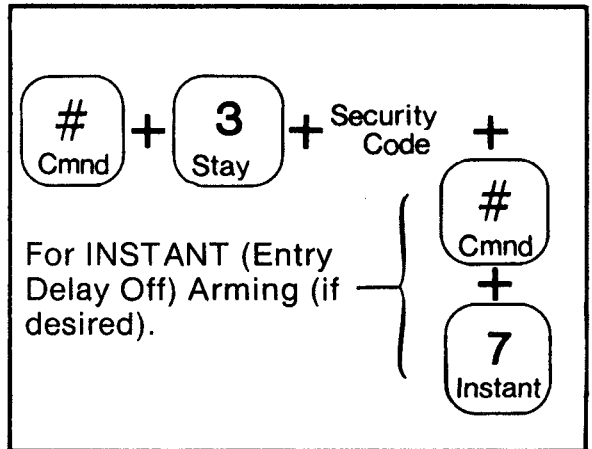 # + 3 + Security Code +
Cmnd Stay
#
Cmnd
+
7
Instant
For INSTANT (Entry
Delay Off) Arming (if
desired).